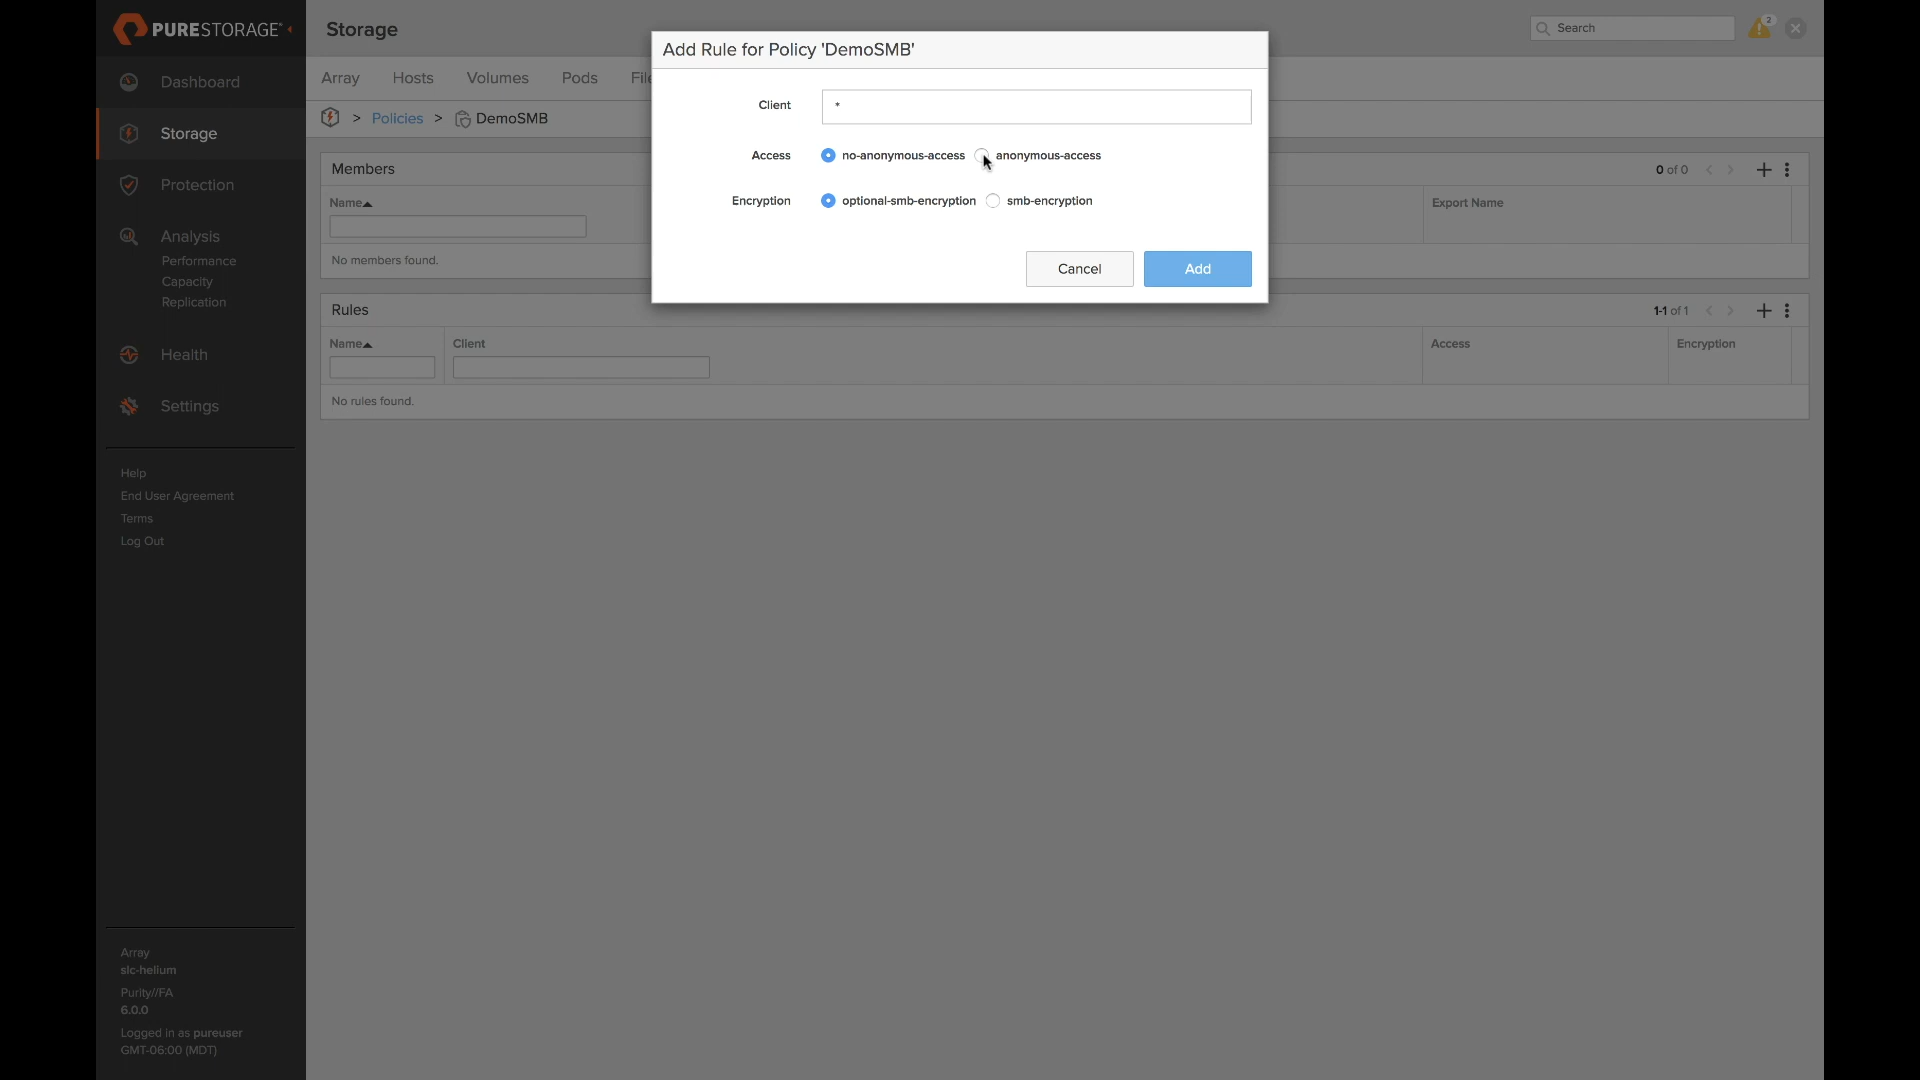 PURESTORAGE®
Storage
Search
2
Dashboard
Storage
Protection
Analysis
Performance
Capacity
Replication
Health
Settings
Help
End User Agreement
Terms
Log Out
Array
slc-helium
Purity//FA
6.0.0
Logged in as pureuser
GMT-06:00 (MDT)
Array Hosts Volumes Pods File
> Policies > DemoSMB
Add Rule for Policy 'DemoSMB'
Client *
Access no-anonymous-access anonymous-access
Encryption optional-smb-encryption smb-encryption
Cancel Add
Members 0 of 0 < > +
Name▲ Export Name
No members found.
Rules 1-1 of 1 < > +
Name▲ Client Access Encryption
No rules found.